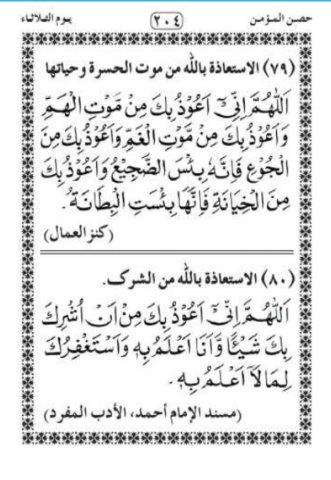 حصن المؤمن
﴿٢٠٤﴾
يوم الثلاثاء
(٧٩) الاستعاذة بالله من موت الحسرة وحياتها
اَللّٰهُمَّ اِنِّيْۤ اَعُوْذُ بِكَ مِنْ مَوْتِ الْهَمِّ
وَاَعُوْذُ بِكَ مِنْ مَّوْتِ الْغَمِّ وَاَعُوْذُ بِكَ مِنَ
الْجُوْعِ فَاِنَّهٗ بِئْسَ الضَّجِيْعُ وَاَعُوْذُ بِكَ
مِنَ الْخِيَانَةِ فَاِنَّهَا بِئْسَتِ الْبِطَانَةُ.
(كنز العمال)
(٨٠) الاستعاذة بالله من الشرك.
اَللّٰهُمَّ اِنِّيْۤ اَعُوْذُ بِكَ مِنْ اَنْ اُشْرِكَ
بِكَ شَيْئًا وَّاَنَا اَعْلَمُ بِهٖ وَاَسْتَغْفِرُكَ
لِمَا لَاۤ اَعْلَمُ بِهٖ.
(مسند الإمام أحمد، الأدب المفرد)